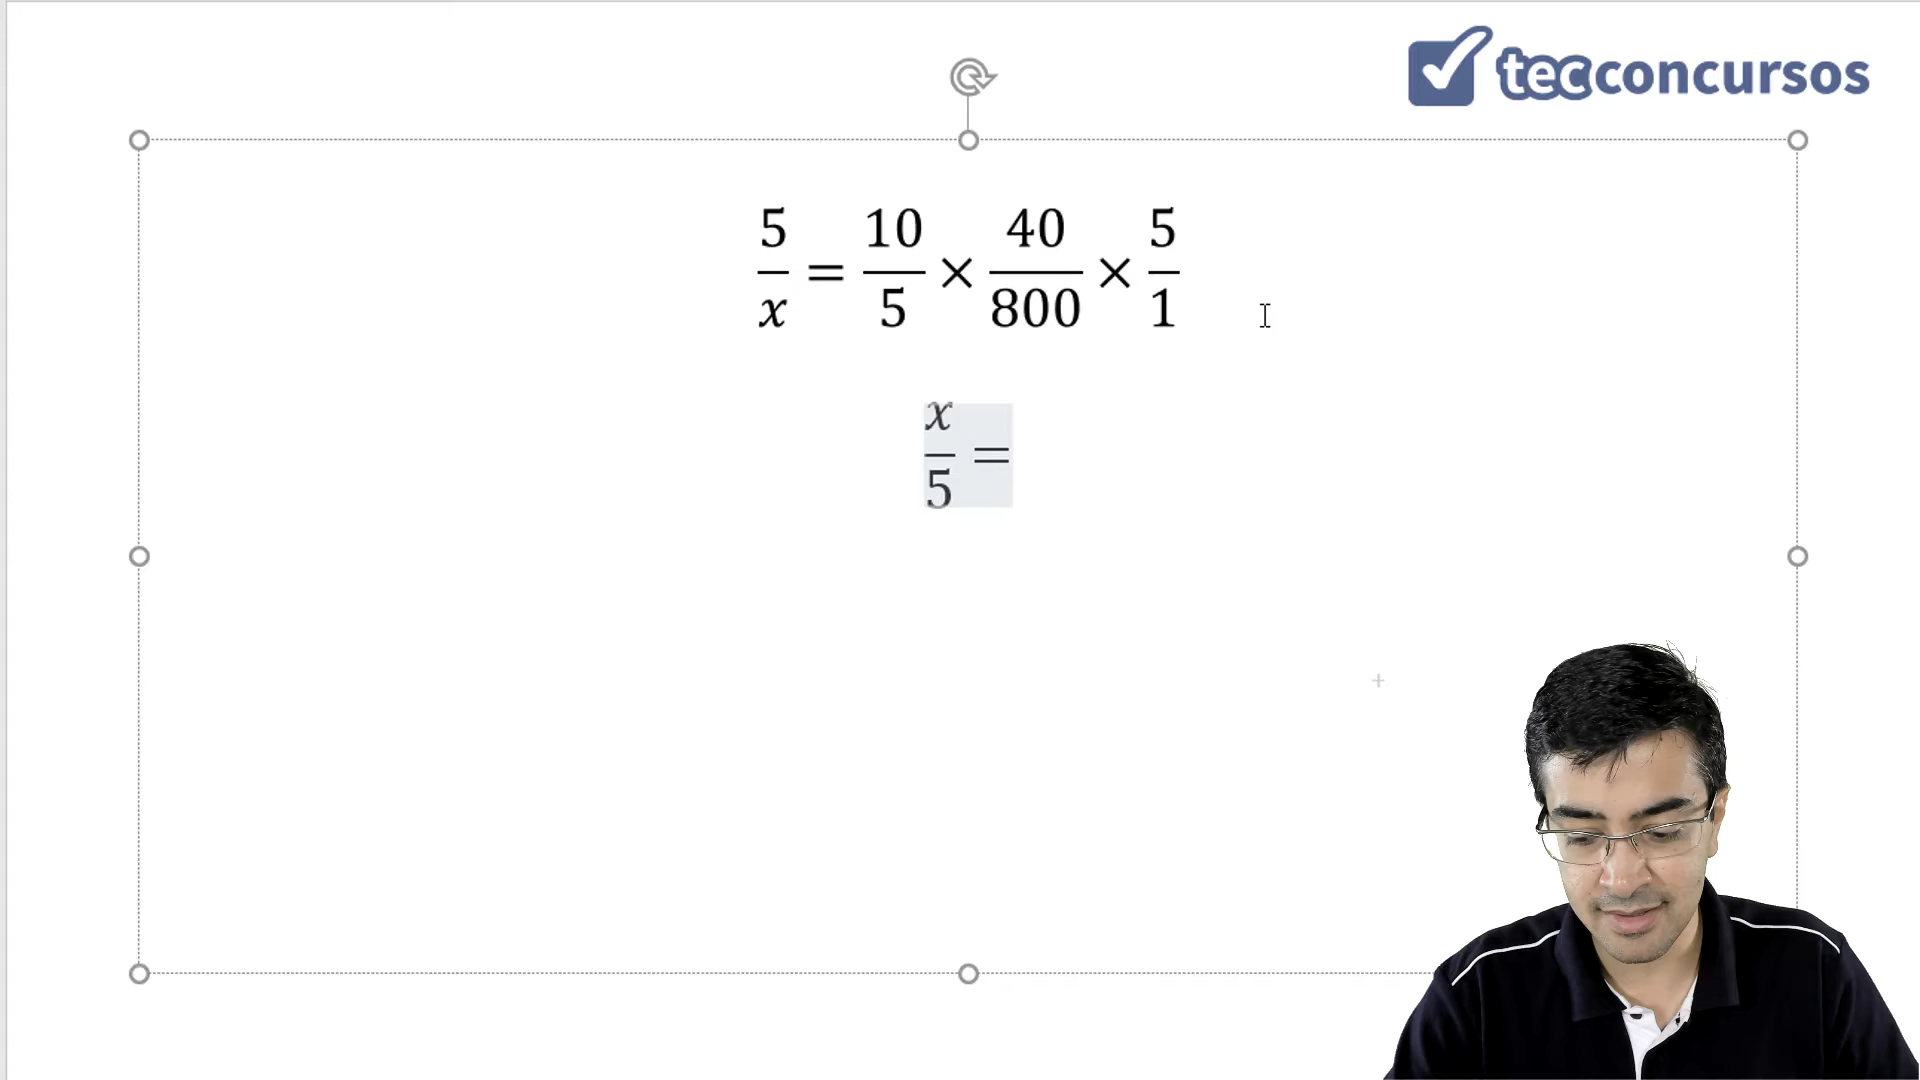 tecconcursos
5/x = 10/5 × 40/800 × 5/1
x/5 =